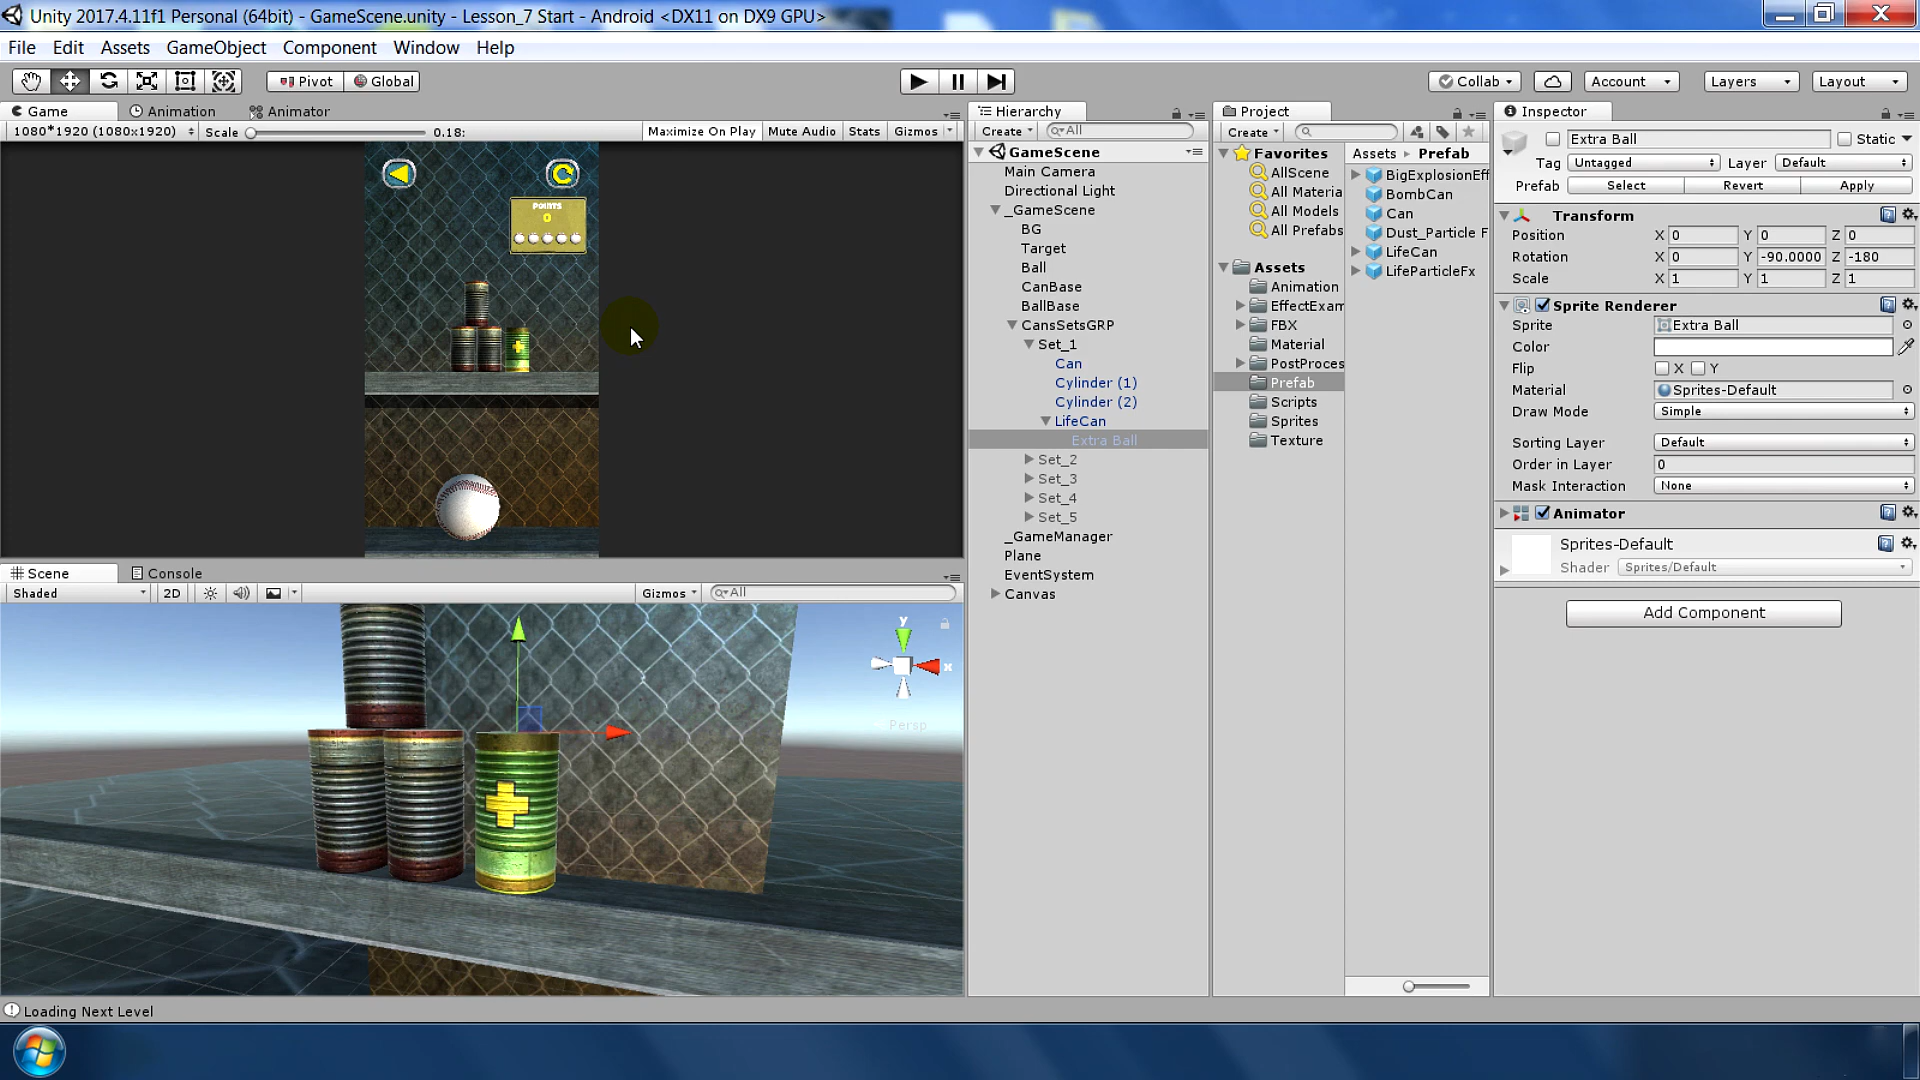 Unity 2017.4.11f1 Personal (64bit) - GameScene.unity - Lesson_7 Start - Android <DX11 on DX9 GPU>
File Edit Assets GameObject Component Window Help
Pivot Global Collab Account Layers Layout
Game Animation Animator
1080*1920 (1080x1920) Scale 0.18: Maximize On Play Mute Audio Stats Gizmos
POINTS
0
Scene Console
Shaded 2D Gizmos All
y
x
Persp
Hierarchy
Create All
GameScene
Main Camera
Directional Light
_GameScene
BG
Target
Ball
CanBase
BallBase
CansSetsGRP
Set_1
Can
Cylinder (1)
Cylinder (2)
LifeCan
Extra Ball
Set_2
Set_3
Set_4
Set_5
_GameManager
Plane
EventSystem
Canvas
Project
Create
Favorites
AllScene
All Materia
All Models
All Prefabs
Assets
Animation
EffectExam
FBX
Material
PostProces
Prefab
Scripts
Sprites
Texture
Assets Prefab
BigExplosionEff
BombCan
Can
Dust_Particle F
LifeCan
LifeParticleFx
Inspector
Extra Ball Static
Tag Untagged Layer Default
Prefab Select Revert Apply
Transform
Position X 0 Y 0 Z 0
Rotation X 0 Y -90.0000 Z -180
Scale X 1 Y 1 Z 1
Sprite Renderer
Sprite Extra Ball
Color
Flip X Y
Material Sprites-Default
Draw Mode Simple
Sorting Layer Default
Order in Layer 0
Mask Interaction None
Animator
Sprites-Default
Shader Sprites/Default
Add Component
Loading Next Level